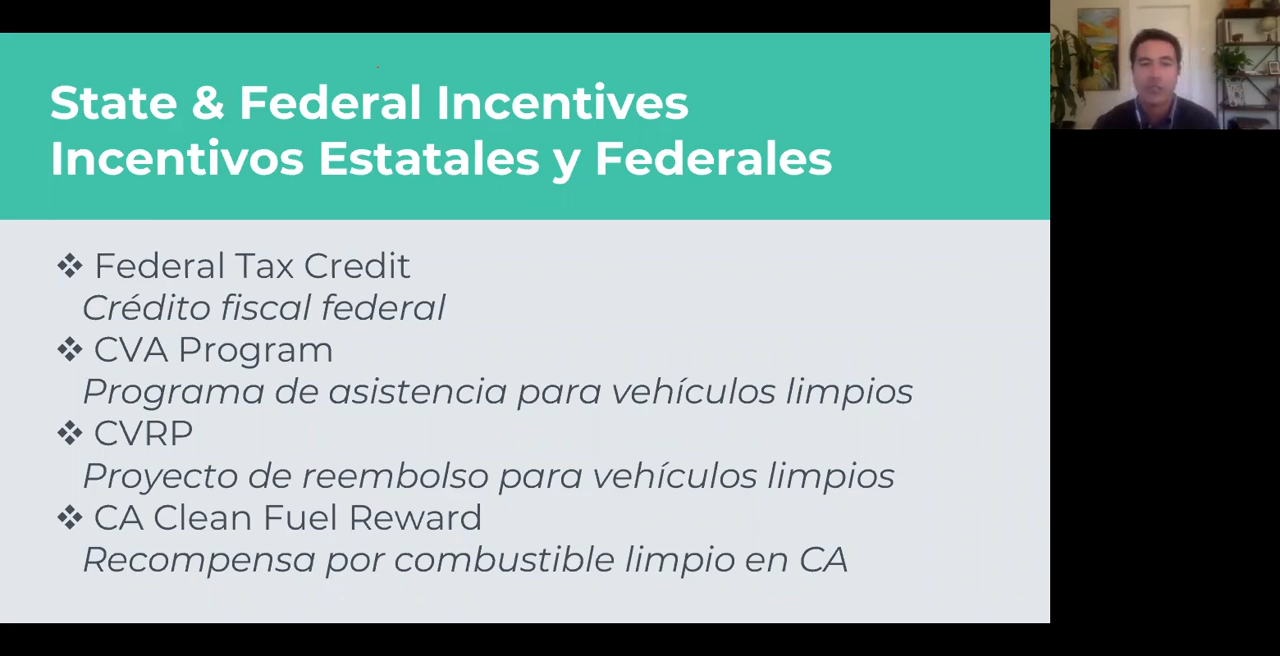 State & Federal Incentives
Incentivos Estatales y Federales
❖ Federal Tax Credit
Crédito fiscal federal
❖ CVA Program
Programa de asistencia para vehículos limpios
❖ CVRP
Proyecto de reembolso para vehículos limpios
❖ CA Clean Fuel Reward
Recompensa por combustible limpio en CA